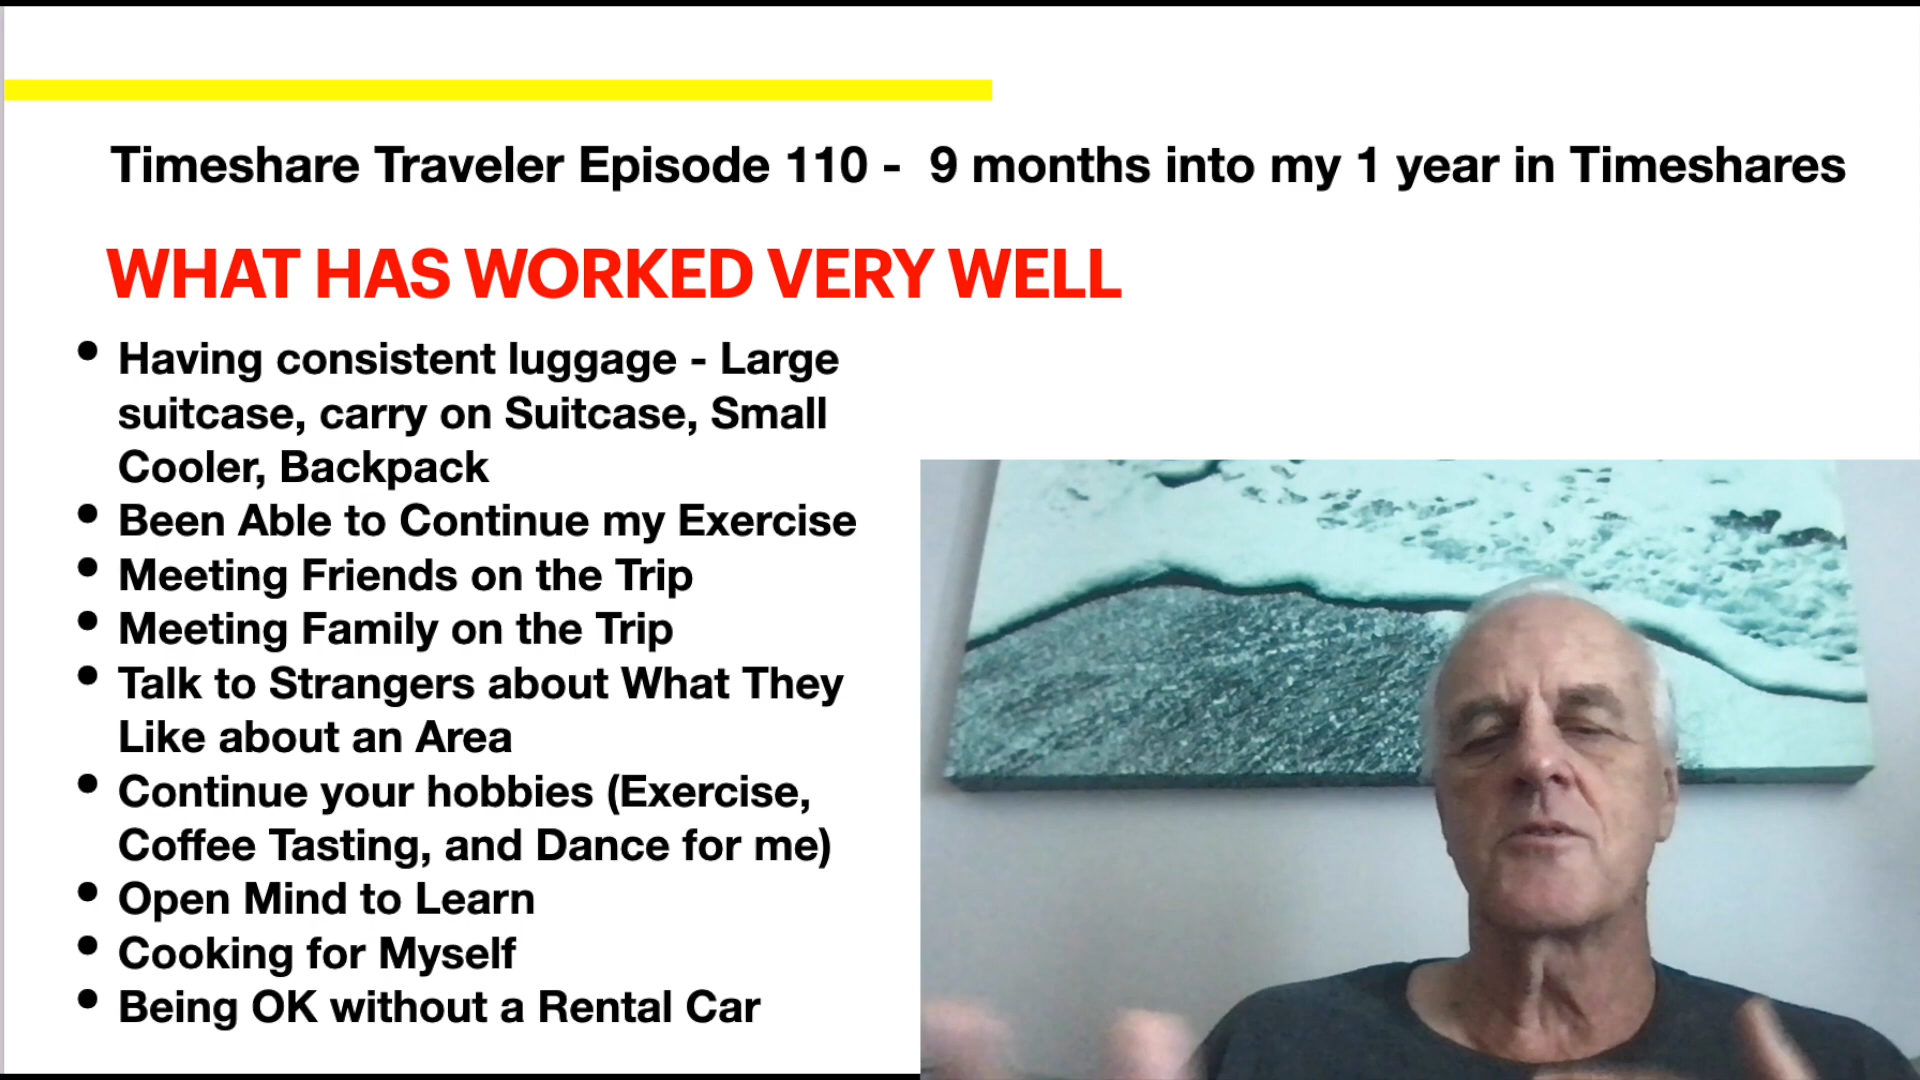 Timeshare Traveler Episode 110 - 9 months into my 1 year in Timeshares
WHAT HAS WORKED VERY WELL
• Having consistent luggage - Large
suitcase, carry on Suitcase, Small
Cooler, Backpack
• Been Able to Continue my Exercise
• Meeting Friends on the Trip
• Meeting Family on the Trip
• Talk to Strangers about What They
Like about an Area
• Continue your hobbies (Exercise,
Coffee Tasting, and Dance for me)
• Open Mind to Learn
• Cooking for Myself
• Being OK without a Rental Car